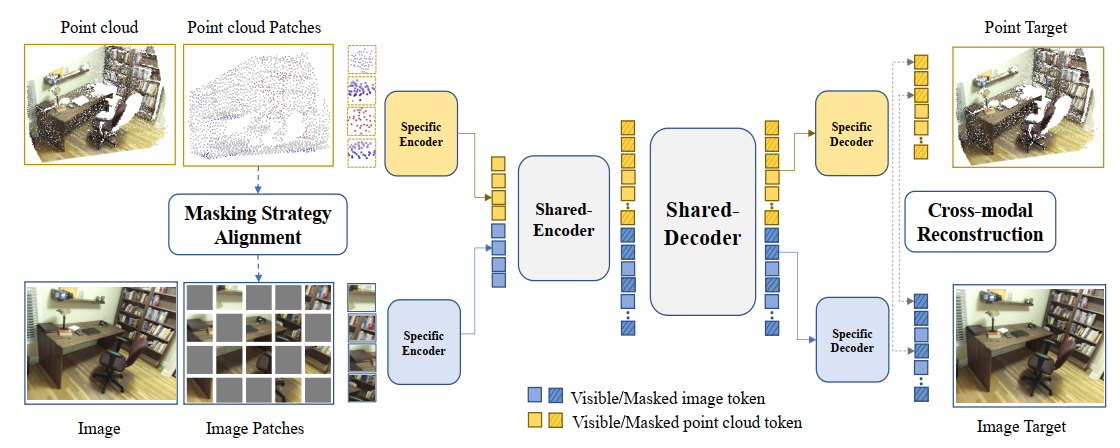 Point cloud
Point cloud Patches
Point Target
Specific
Encoder
Specific
Decoder
Masking Strategy
Alignment
Shared-
Encoder
Shared-
Decoder
Cross-modal
Reconstruction
Specific
Encoder
Specific
Decoder
Visible/Masked image token
Visible/Masked point cloud token
Image
Image Patches
Image Target